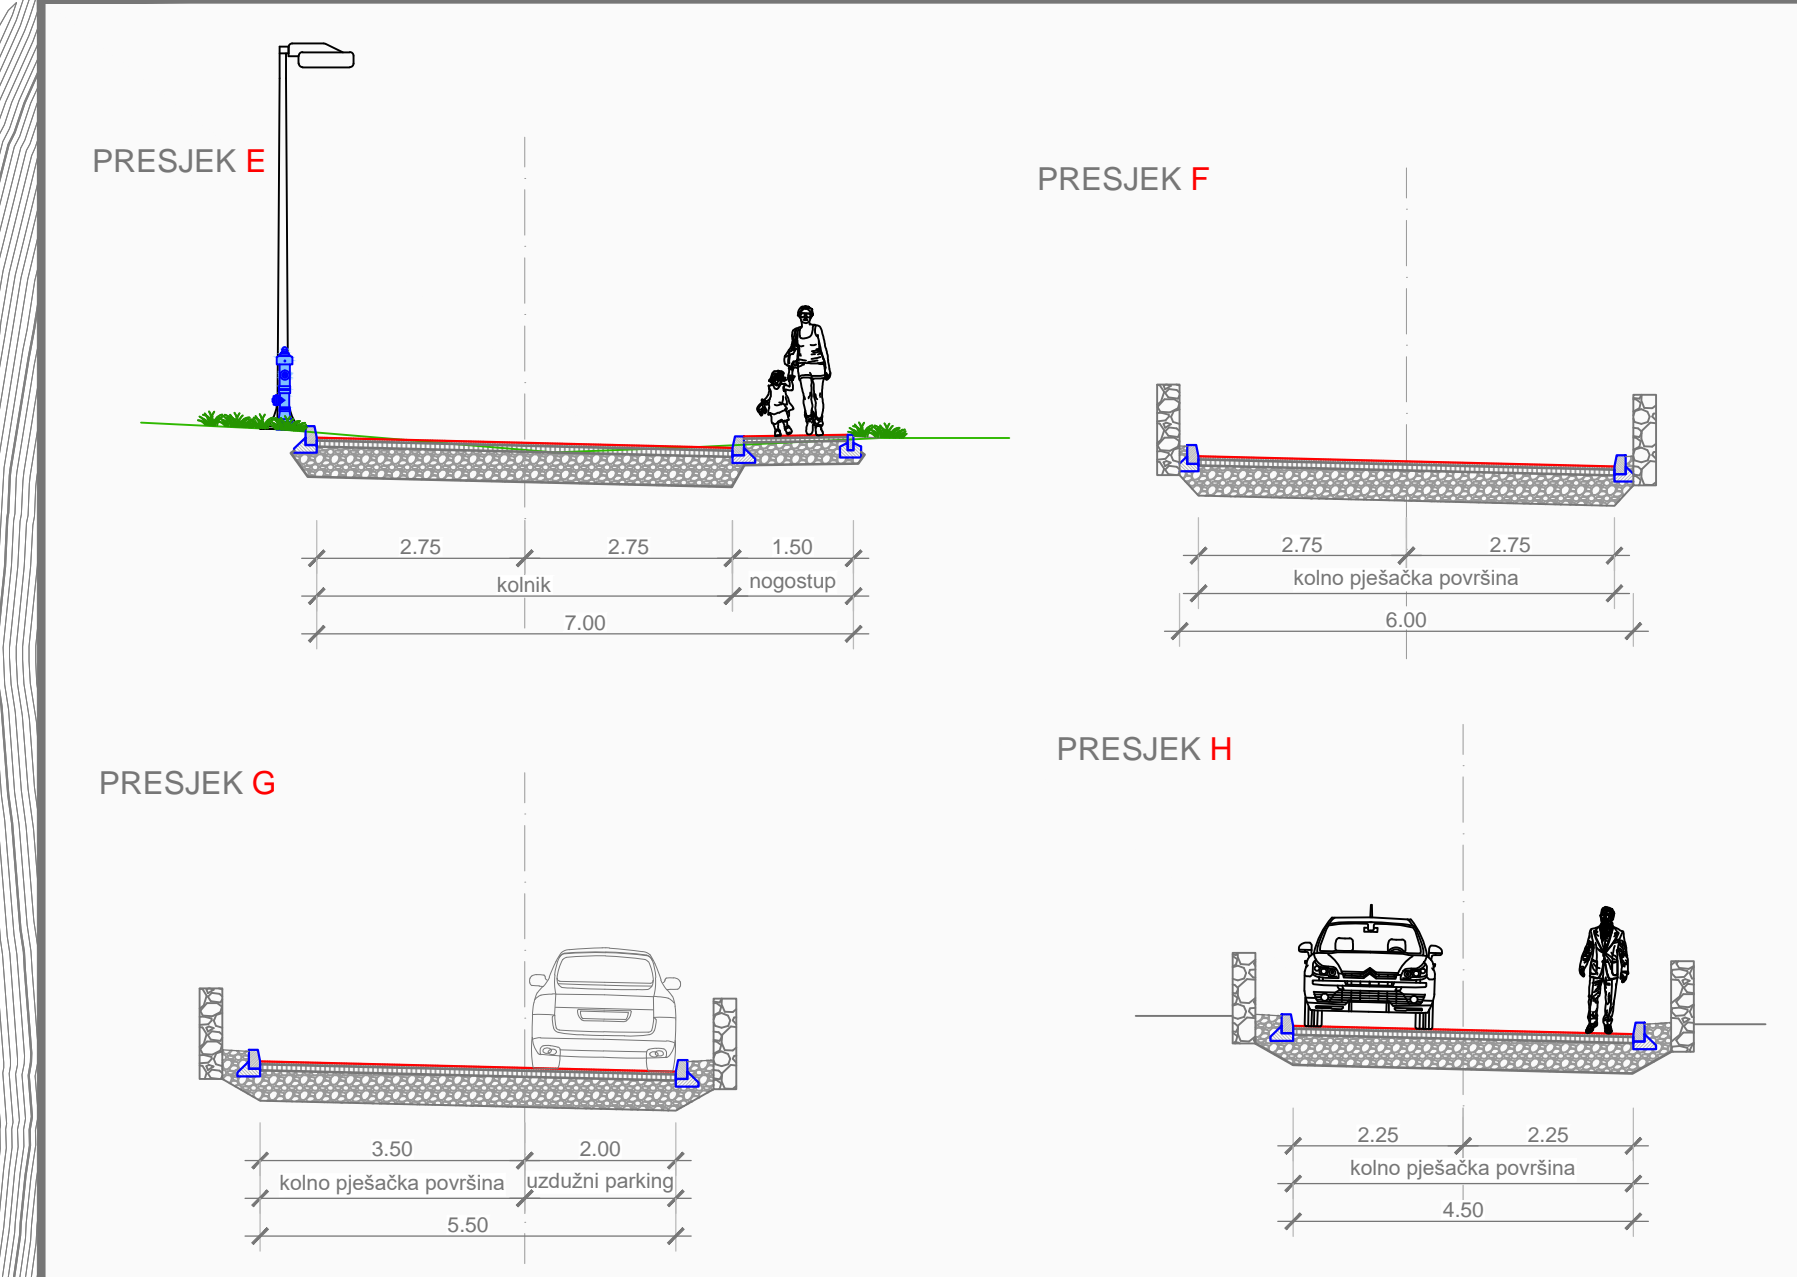 PRESJEK E
2.75 2.75 1.50
kolnik nogostup
7.00
PRESJEK F
2.75 2.75
kolno pješačka površina
6.00
PRESJEK G
3.50 2.00
kolno pješačka površina uzdužni parking
5.50
PRESJEK H
2.25 2.25
kolno pješačka površina
4.50